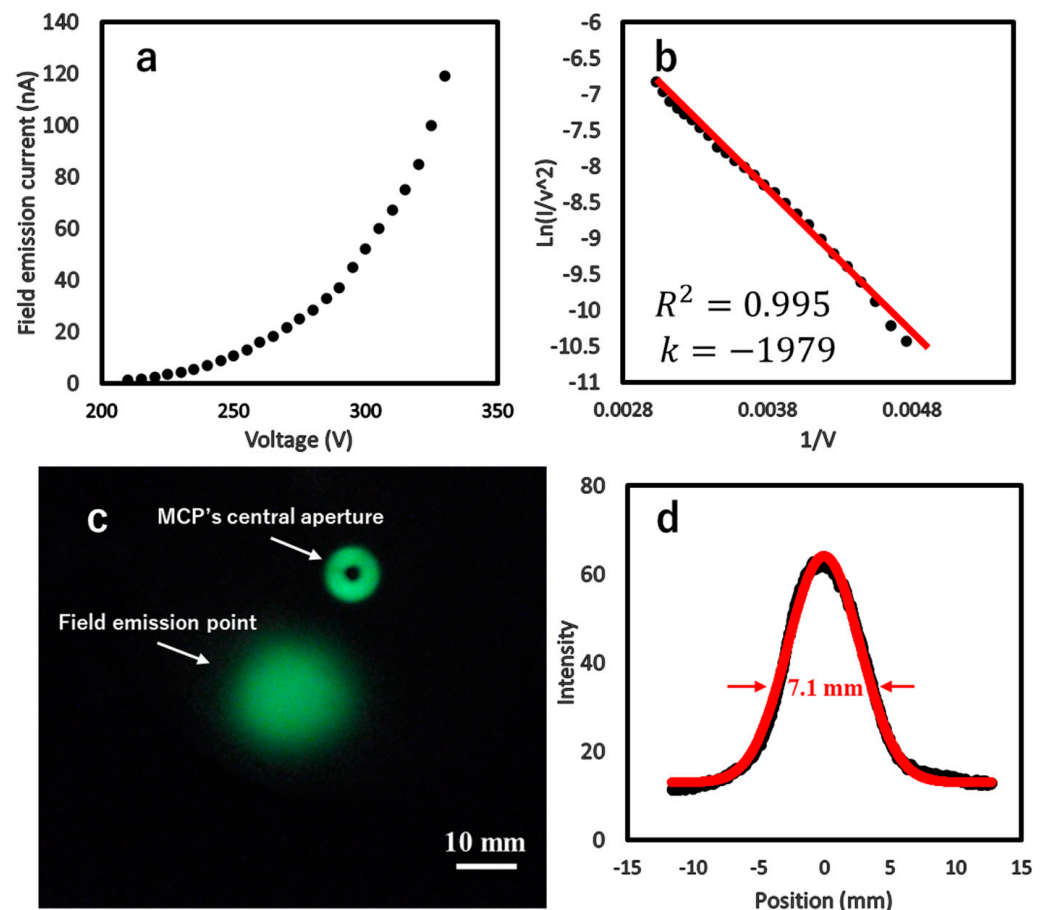 a
140
120
100
80
60
40
20
0
200
250
300
350
Field emission current (nA)
Voltage (V)
b
-6
-6.5
-7
-7.5
-8
-8.5
-9
-9.5
-10
-10.5
-11
0.0028
0.0038
0.0048
Ln(I/v^2)
1/V
R² = 0.995
k = −1979
c
MCP's central aperture
Field emission point
10 mm
d
80
60
40
20
0
-15
-10
-5
0
5
10
15
Intensity
7.1 mm
Position (mm)